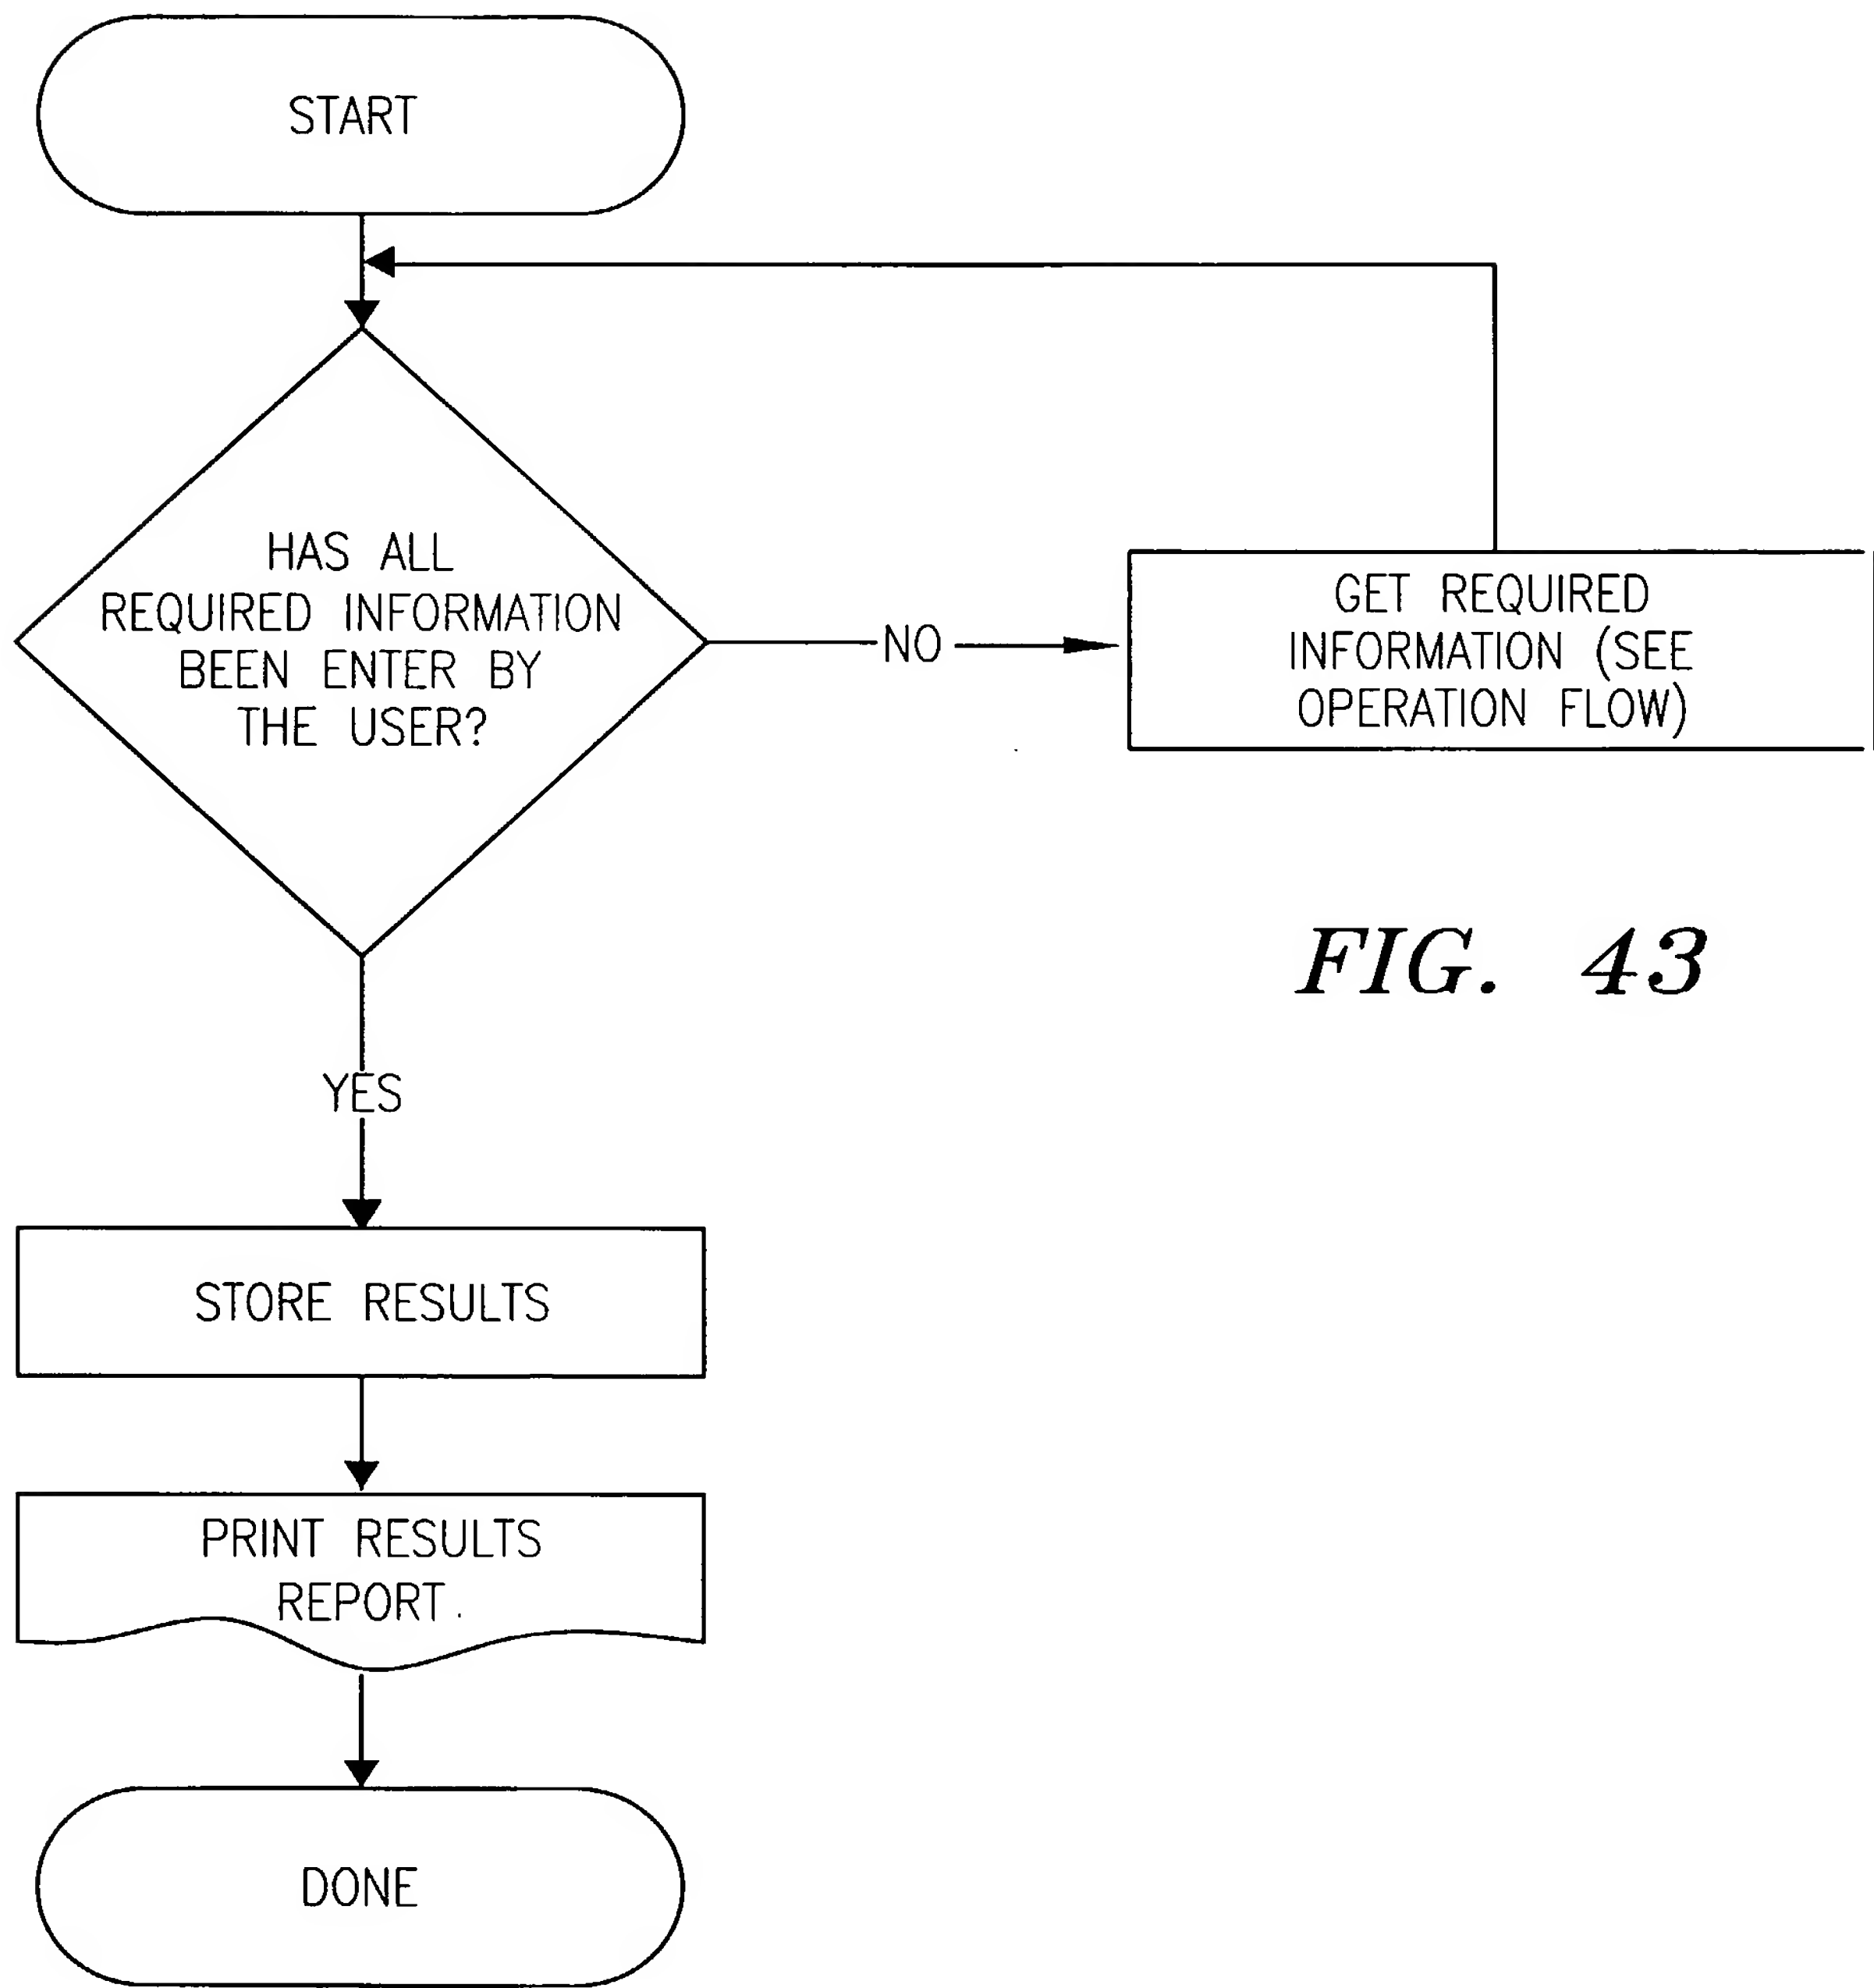 START
HAS ALL
REQUIRED INFORMATION
BEEN ENTER BY
THE USER?
NO
GET REQUIRED
INFORMATION (SEE
OPERATION FLOW)
FIG. 43
YES
STORE RESULTS
PRINT RESULTS
REPORT.
DONE